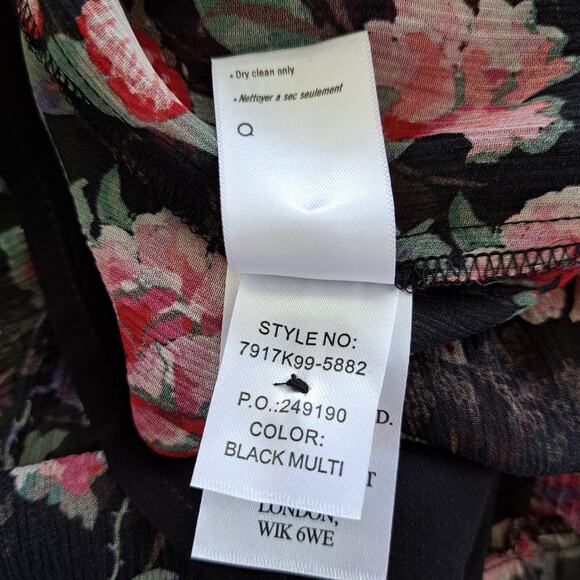 • Dry clean only
• Nettoyer a sec seulement
STYLE NO:
7917K99-5882
P.O.:249190
D.
COLOR:
BLACK MULTI
T
LONDON,
WIK 6WE